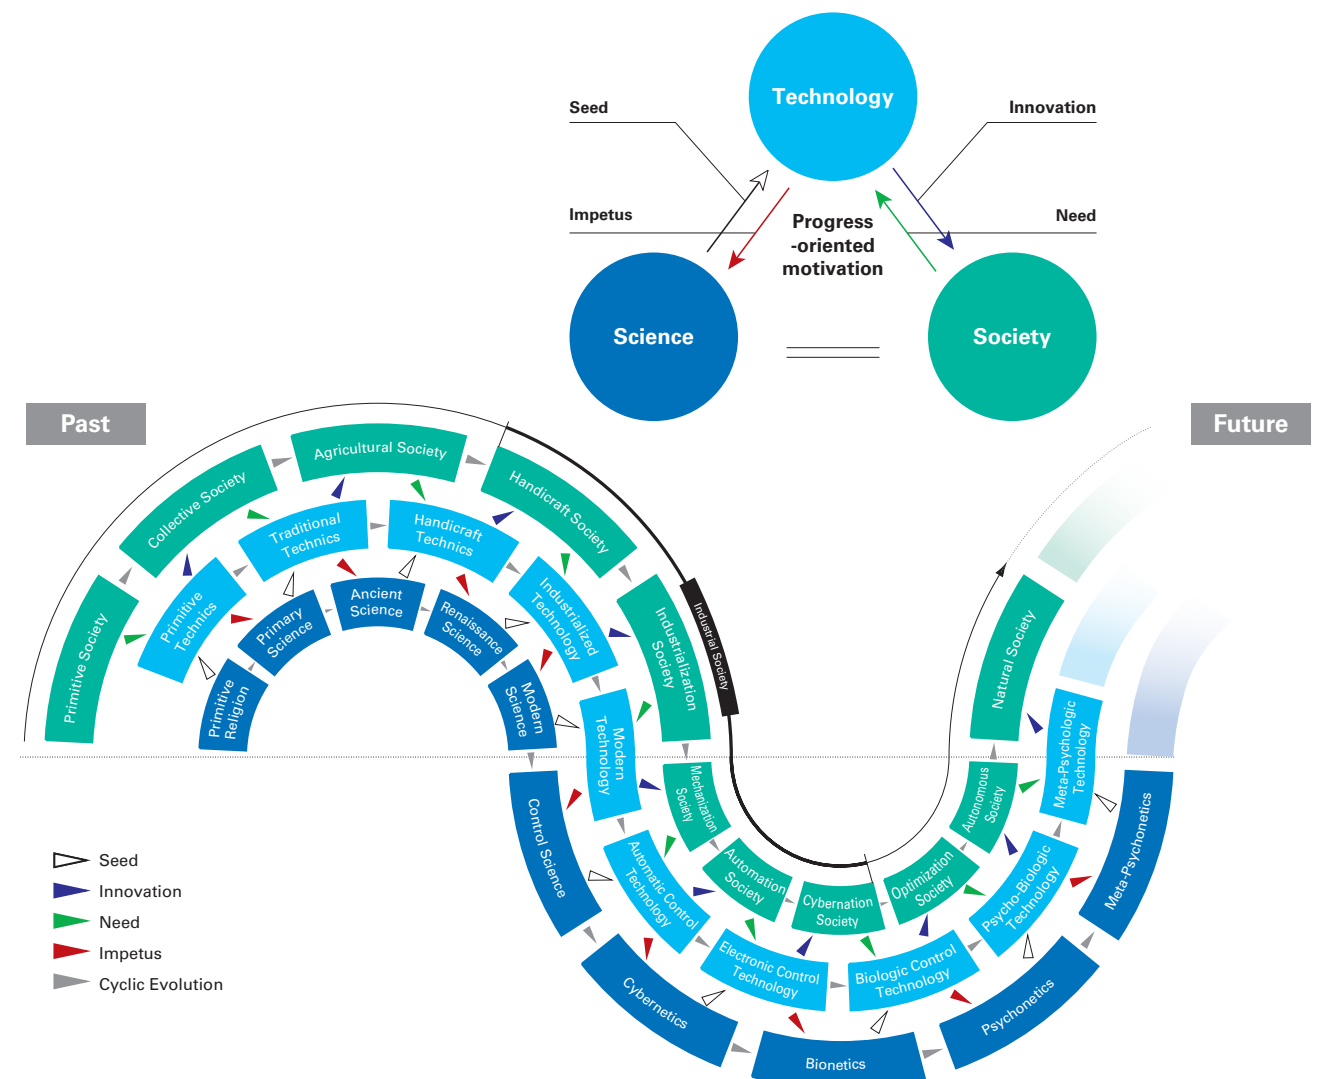 Technology
Seed
Innovation
Impetus
Need
Progress
-oriented
motivation
Science
Society
Past
Future
Primitive Society
Collective Society
Agricultural Society
Handicraft Society
Industrialization
Society
Industrial Society
Mechanization
Society
Automation
Society
Cybernation
Society
Optimization
Society
Autonomous
Society
Natural Society
Primitive
Technics
Traditional
Technics
Handicraft
Technics
Industrialized
Technology
Modern
Technology
Automatic Control
Technology
Electronic Control
Technology
Biologic Control
Technology
Psycho-Biologic
Technology
Meta-Psychologic
Technology
Primitive
Religion
Primary
Science
Ancient
Science
Renaissance
Science
Modern
Science
Control Science
Cybernetics
Bionetics
Psychonetics
Meta-Psychonetics
Seed
Innovation
Need
Impetus
Cyclic Evolution